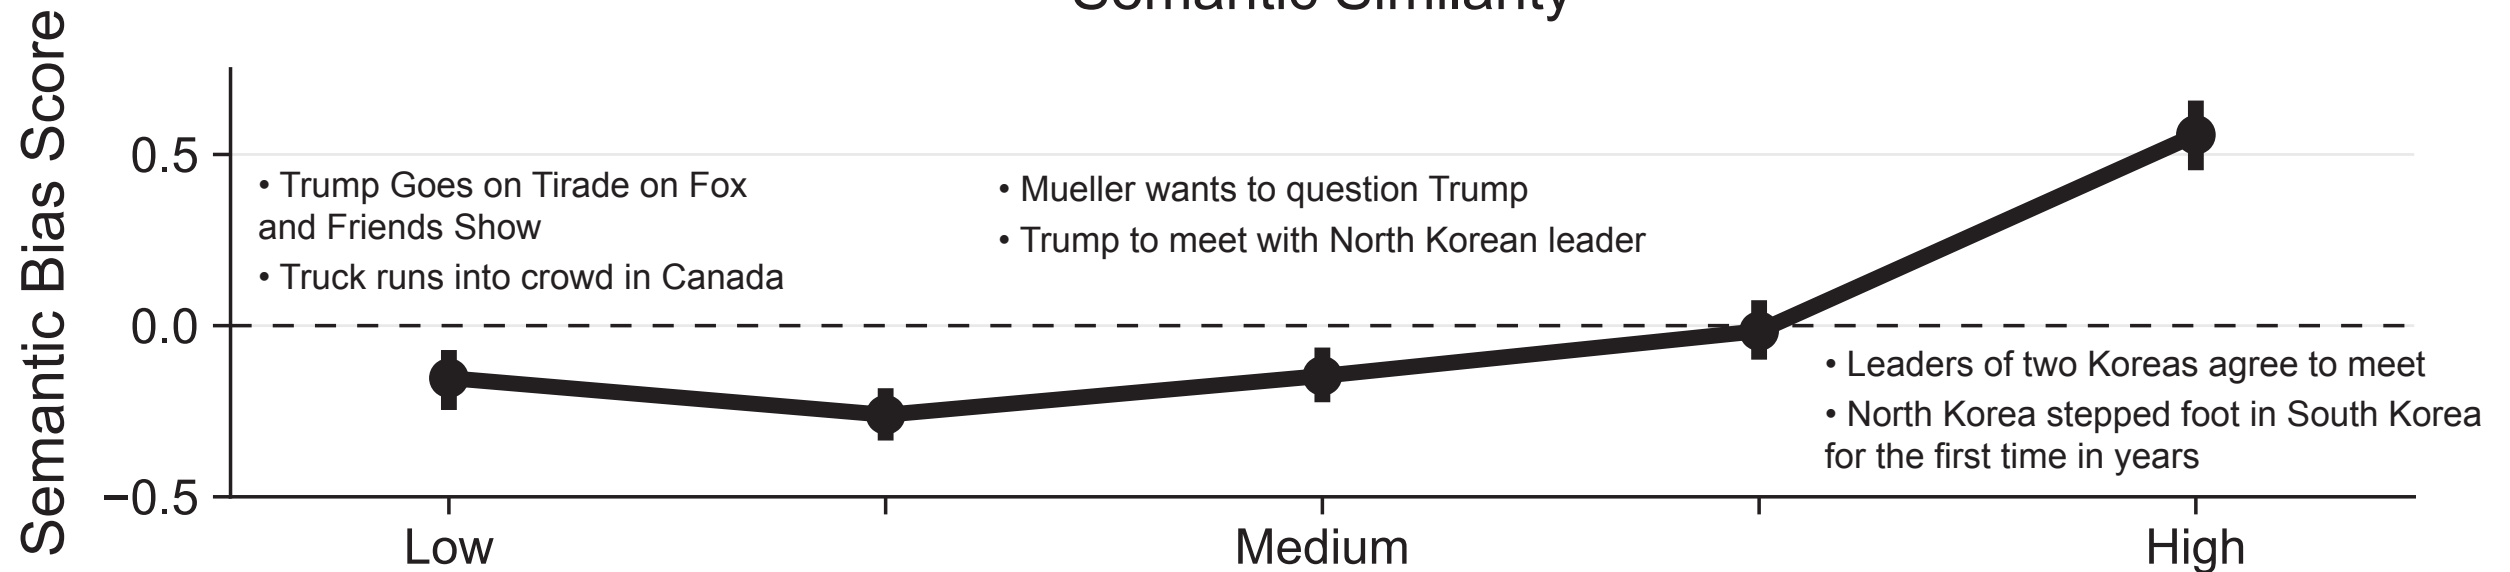 Semantic Similarity
Semantic Bias Score
0.5
• Trump Goes on Tirade on Fox
and Friends Show
• Truck runs into crowd in Canada
• Mueller wants to question Trump
• Trump to meet with North Korean leader
0.0
• Leaders of two Koreas agree to meet
• North Korea stepped foot in South Korea
for the first time in years
−0.5
Low
Medium
High